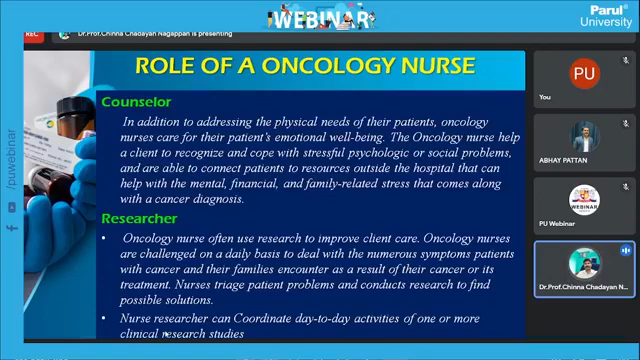 WEBINAR
Parul®
University
REC
Dr.Prof.Chinna Chadayan Nagappan is presenting
ROLE OF A ONCOLOGY NURSE
Counselor
In addition to addressing the physical needs of their patients, oncology
nurses care for their patient's emotional well-being. The Oncology nurse help
a client to recognize and cope with stressful psychologic or social problems,
and are able to connect patients to resources outside the hospital that can
help with the mental, financial, and family-related stress that comes along
with a cancer diagnosis.
Researcher
• Oncology nurse often use research to improve client care. Oncology nurses
are challenged on a daily basis to deal with the numerous symptoms patients
with cancer and their families encounter as a result of their cancer or its
treatment. Nurses triage patient problems and conducts research to find
possible solutions.
• Nurse researcher can Coordinate day-to-day activities of one or more
clinical research studies
/puwebinar
PU
You
ABHAY PATTAN
WEBINAR
PU Webinar
Dr.Prof.Chinna Chadayan N...